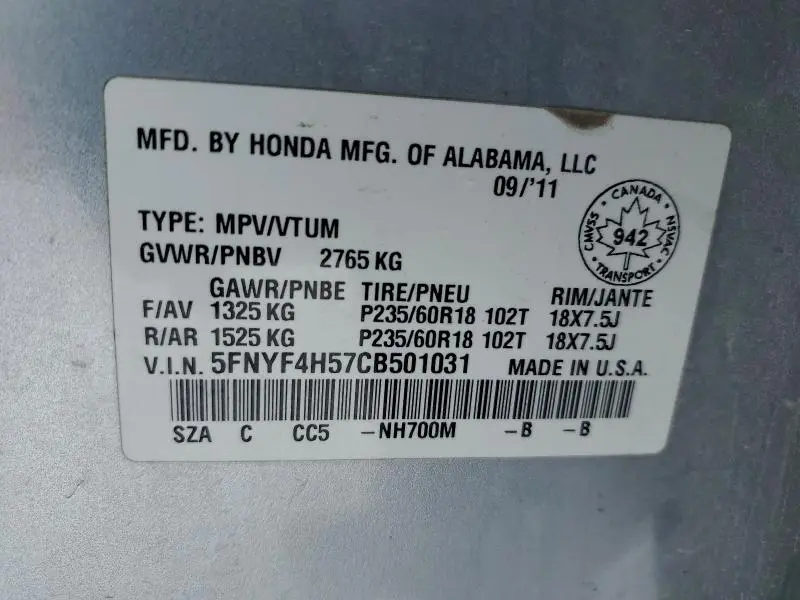 MFD. BY HONDA MFG. OF ALABAMA, LLC
09/'11
TYPE: MPV/VTUM
GVWR/PNBV 2765 KG
GAWR/PNBE TIRE/PNEU RIM/JANTE
F/AV 1325 KG P235/60R18 102T 18X7.5J
R/AR 1525 KG P235/60R18 102T 18X7.5J
V.I.N. 5FNYF4H57CB501031 MADE IN U.S.A.
SZA C CC5 -NH700M -B -B
CANADA
CMVSS 942 NSVAC
TRANSPORT